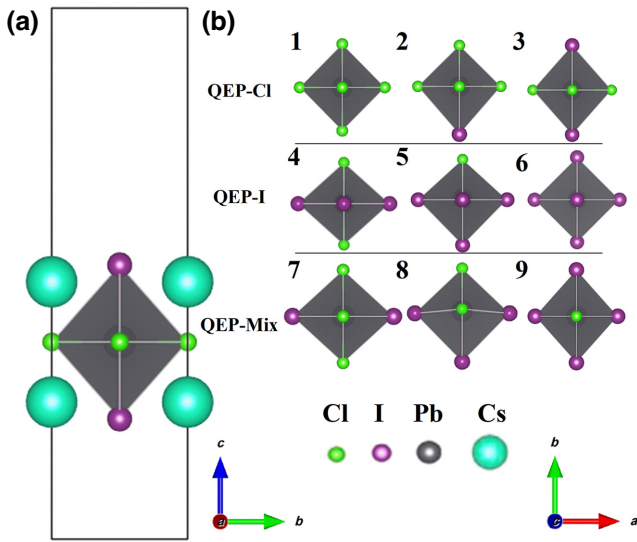 (a)
(b)
1 2 3
QEP-Cl
4 5 6
QEP-I
7 8 9
QEP-Mix
Cl I Pb Cs
c
a b
b
c a